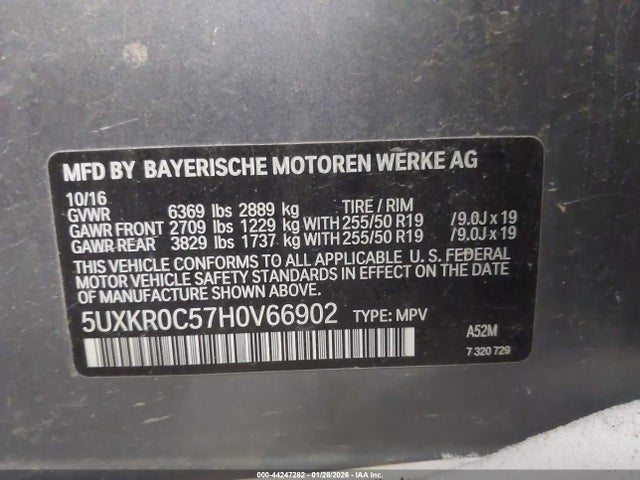 MFD BY BAYERISCHE MOTOREN WERKE AG
10/16
GVWR 6369 lbs 2889 kg TIRE / RIM
GAWR FRONT 2709 lbs 1229 kg WITH 255/50 R19 /9.0J x 19
GAWR REAR 3829 lbs 1737 kg WITH 255/50 R19 /9.0J x 19
THIS VEHICLE CONFORMS TO ALL APPLICABLE U. S. FEDERAL
MOTOR VEHICLE SAFETY STANDARDS IN EFFECT ON THE DATE
OF MANUFACTURE SHOWN ABOVE.
5UXKR0C57H0V66902 TYPE: MPV
A52M
7 320 729
000-44247282 - 01/28/2026 - IAAI.CA